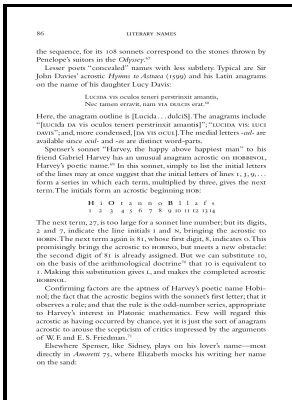 86 LITERARY NAMES
the sequence, for its 108 sonnets correspond to the stones thrown by
Penelope's suitors in the Odyssey.67
Lesser poets “concealed” names with less subtlety. Typical are Sir
John Davies' acrostic Hymns to Astraea (1599) and his Latin anagrams
on the name of his daughter Lucy Davis:
LUCIDA VIS oculos teneri perstrinxit amantis,
Nec tamen erravit, nam VIA DULCIS erat.68
Here, the anagram outline is [Lucida . . dulciS]. The anagrams include
“[LUCIDA DA VIS oculos teneri perstrinxit amantiS]”; “LUCIDA VIS: LUCI
DAVIS”; and, more condensed, [DA VIS OCUL]. The medial letters -oul- are
available since ocul- and -os are distinct word-parts.
Spenser's sonnet “Harvey, the happy above happiest man” to his
friend Gabriel Harvey has an unusual anagram acrostic on HOBBINOL,
Harvey's poetic name.69 In this sonnet, simply to list the initial letters
of the lines may at once suggest that the initial letters of lines 1, 3, 9, . . .
form a series in which each term, multiplied by three, gives the next
term. The initials form an acrostic beginning HOB:
H i O t a n n o B l l a f s
1 2 3 4 5 6 7 8 9 10 11 12 13 14
The next term, 27, is too large for a sonnet line number; but its digits,
2 and 7, indicate the line initials I and N, bringing the acrostic to
HOBIN. The next term again is 81, whose first digit, 8, indicates O. This
promisingly brings the acrostic to HOBINO, but meets a new obstacle:
the second digit of 81 is already assigned. But we can substitute 10,
on the basis of the arithmological doctrine70 that 10 is equivalent to
1. Making this substitution gives L, and makes the completed acrostic
HOBINOL.
Confirming factors are the aptness of Harvey's poetic name Hobi-
nol; the fact that the acrostic begins with the sonnet's first letter; that it
observes a rule; and that the rule is the odd-number series, appropriate
to Harvey's interest in Platonic mathematics. Few will regard this
acrostic as having occurred by chance, yet it is just the sort of anagram
acrostic to arouse the scepticism of critics impressed by the arguments
of W. F. and E. S. Friedman.71
Elsewhere Spenser, like Sidney, plays on his lover's name—most
directly in Amoretti 75, where Elizabeth mocks his writing her name
on the sand: